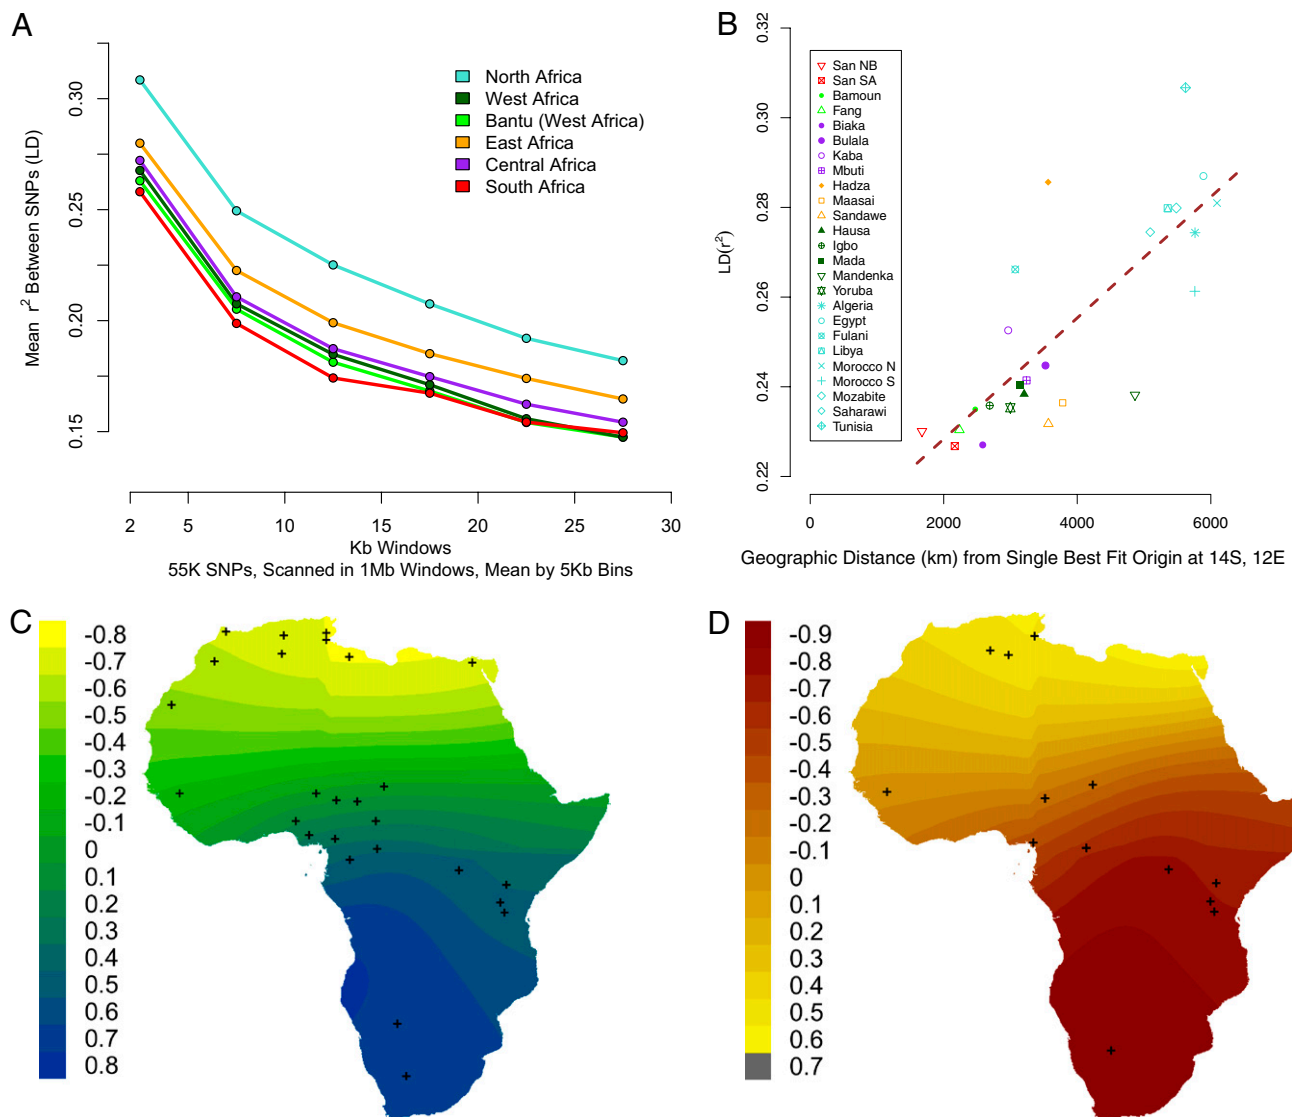 A
Mean r² Between SNPs (LD)
0.30
0.25
0.20
0.15
North Africa
West Africa
Bantu (West Africa)
East Africa
Central Africa
South Africa
2 5 10 15 20 25 30
Kb Windows
55K SNPs, Scanned in 1Mb Windows, Mean by 5Kb Bins
B
LD(r²)
0.32
0.30
0.28
0.26
0.24
0.22
San NB
San SA
Bamoun
Fang
Biaka
Bulala
Kaba
Mbuti
Hadza
Maasai
Sandawe
Hausa
Igbo
Mada
Mandenka
Yoruba
Algeria
Egypt
Fulani
Libya
Morocco N
Morocco S
Mozabite
Saharawi
Tunisia
0 2000 4000 6000
Geographic Distance (km) from Single Best Fit Origin at 14S, 12E
C
-0.8
-0.7
-0.6
-0.5
-0.4
-0.3
-0.2
-0.1
0
0.1
0.2
0.3
0.4
0.5
0.6
0.7
0.8
D
-0.9
-0.8
-0.7
-0.6
-0.5
-0.4
-0.3
-0.2
-0.1
0
0.1
0.2
0.3
0.4
0.5
0.6
0.7